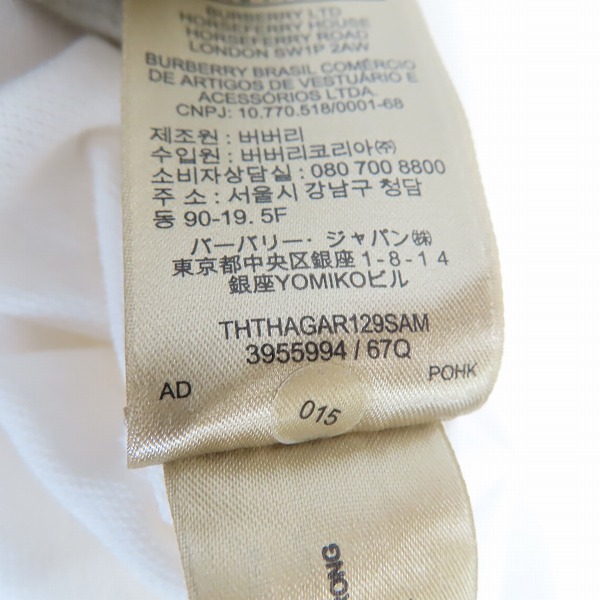 BURBERRY LTD
HORSEFERRY HOUSE
HORSEFERRY ROAD
LONDON SW1P 2AW
BURBERRY BRASIL COMÉRCIO
DE ARTIGOS DE VESTUÁRIO E
ACESSÓRIOS LTDA.
CNPJ: 10.770.518/0001-68
제조원 : 버버리
수입원 : 버버리코리아㈜
소비자상담실 : 080 700 8800
주 소 : 서울시 강남구 청담
동 90-19. 5F
バーバリー・ジャパン㈱
東京都中央区銀座 1-8-14
銀座YOMIKOビル
THTHAGAR129SAM
3955994 / 67Q
AD
POHK
015